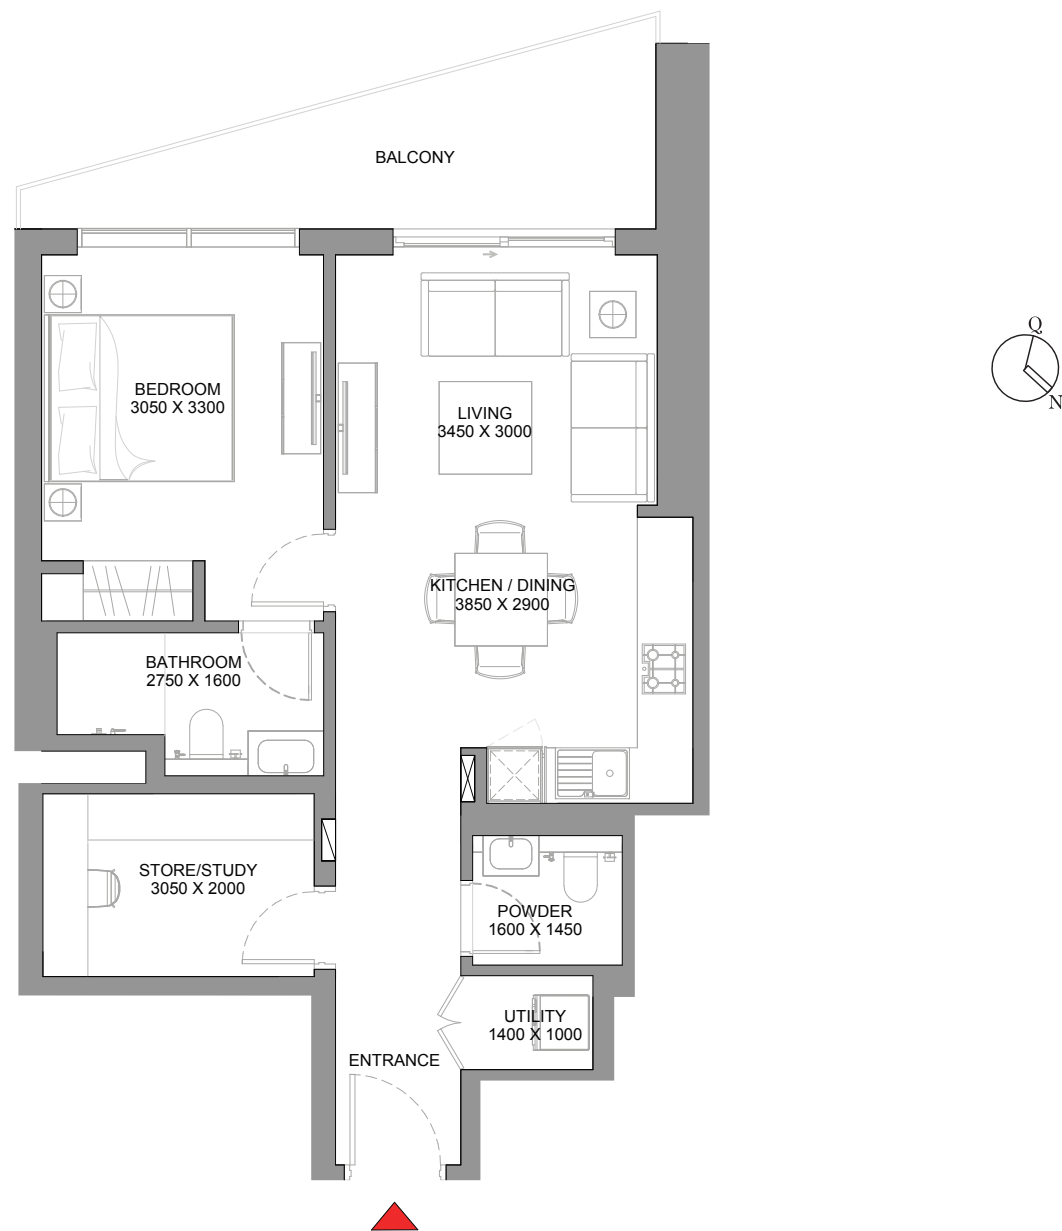 BALCONY
BEDROOM
3050 X 3300
LIVING
3450 X 3000
KITCHEN / DINING
3850 X 2900
BATHROOM
2750 X 1600
STORE/STUDY
3050 X 2000
POWDER
1600 X 1450
UTILITY
1400 X 1000
ENTRANCE
Q
N